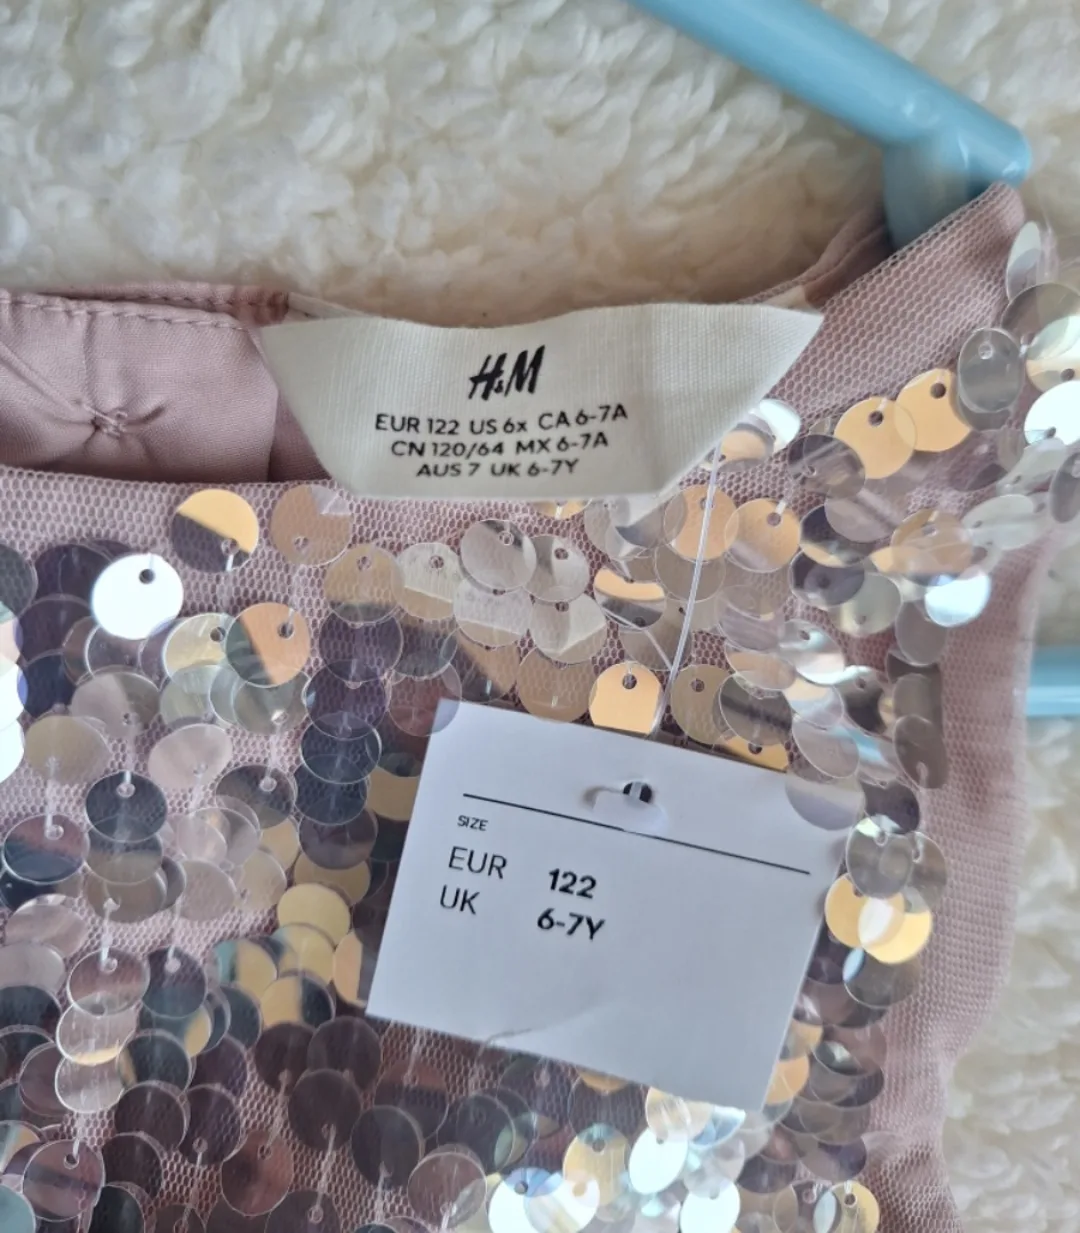 H&M
EUR 122 US 6x CA 6-7A
CN 120/64 MX 6-7A
AUS 7 UK 6-7Y
SIZE
EUR 122
UK 6-7Y